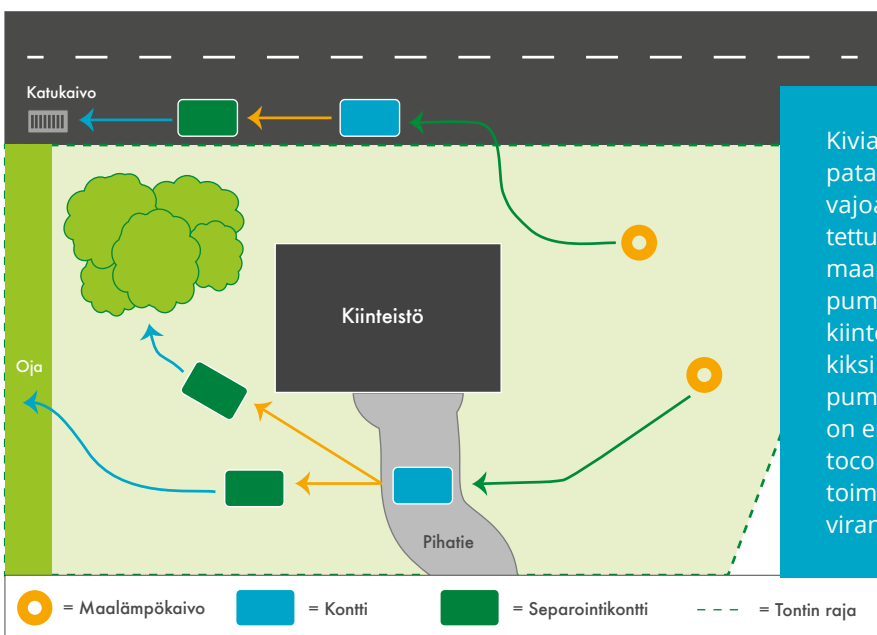 Katukaivo
Kiinteistö
Oja
Pihatie
Kivia
pata
vajoa
tettu
maa
pum
kiinte
kiksi
pum
on e
toco
toim
viran
= Maalämpökaivo
= Kontti
= Separointikontti
= Tontin raja